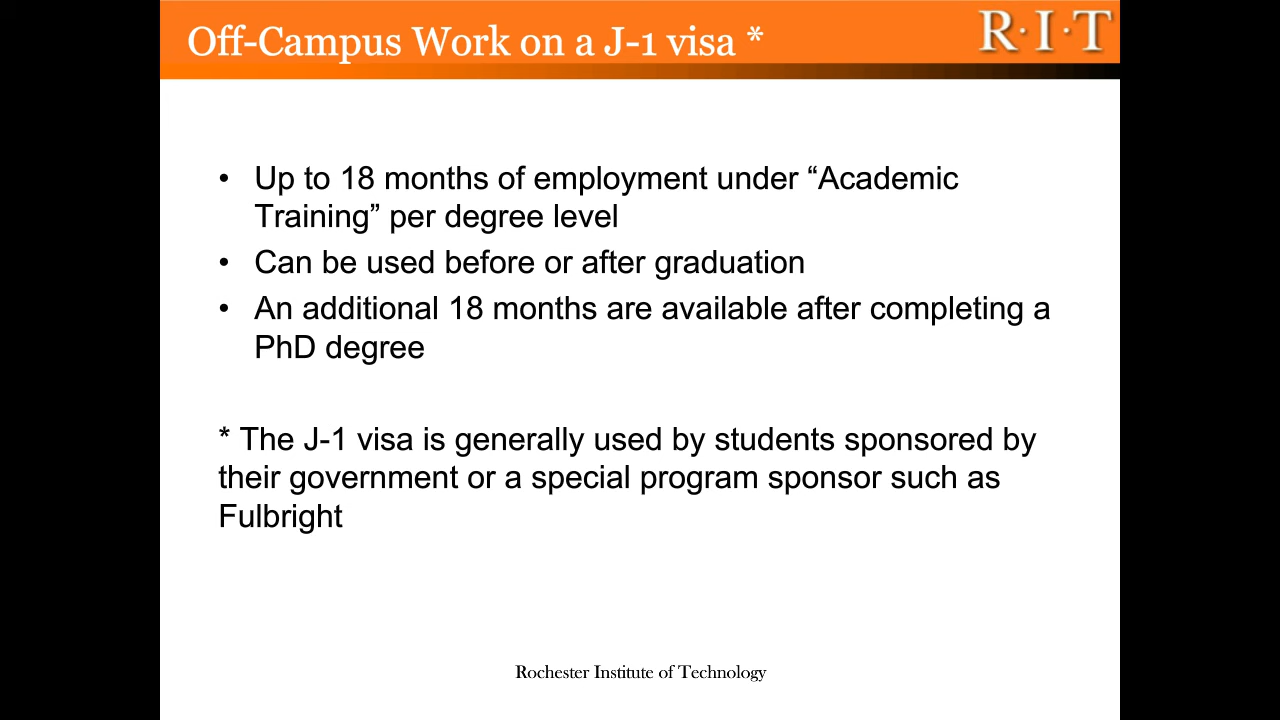 Off-Campus Work on a J-1 visa *
R·I·T
• Up to 18 months of employment under “Academic
Training” per degree level
• Can be used before or after graduation
• An additional 18 months are available after completing a
PhD degree
* The J-1 visa is generally used by students sponsored by
their government or a special program sponsor such as
Fulbright
Rochester Institute of Technology